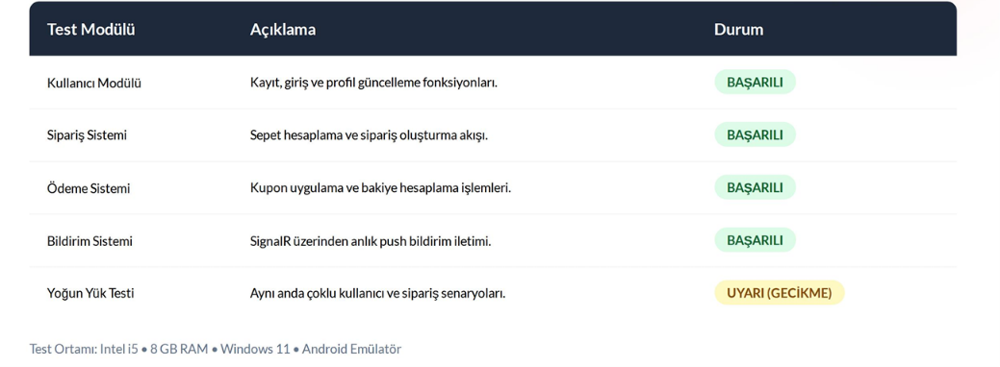 Test Modülü Açıklama Durum
Kullanıcı Modülü Kayıt, giriş ve profil güncelleme fonksiyonları. BAŞARILI
Sipariş Sistemi Sepet hesaplama ve sipariş oluşturma akışı. BAŞARILI
Ödeme Sistemi Kupon uygulama ve bakiye hesaplama işlemleri. BAŞARILI
Bildirim Sistemi SignalR üzerinden anlık push bildirim iletimi. BAŞARILI
Yoğun Yük Testi Aynı anda çoklu kullanıcı ve sipariş senaryoları. UYARI (GECİKME)
Test Ortamı: Intel i5 • 8 GB RAM • Windows 11 • Android Emülatör